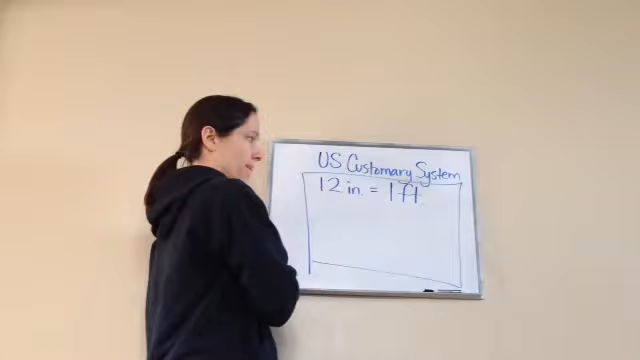 US Customary System
12 in. = 1 ft.